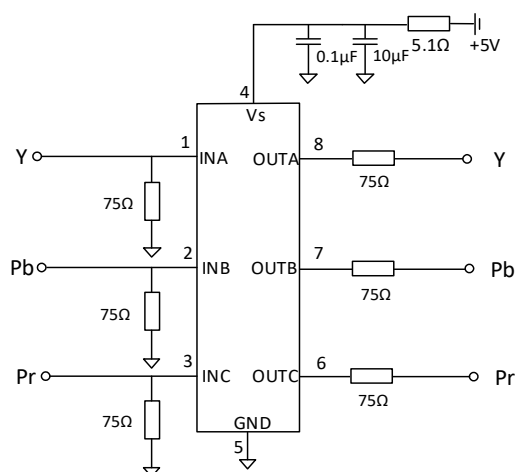 0.1µF 10µF 5.1Ω +5V
4
Vs
Y 1 INA OUTA 8 Y
75Ω 75Ω
Pb 2 INB OUTB 7 Pb
75Ω 75Ω
Pr 3 INC OUTC 6 Pr
75Ω 75Ω
GND
5